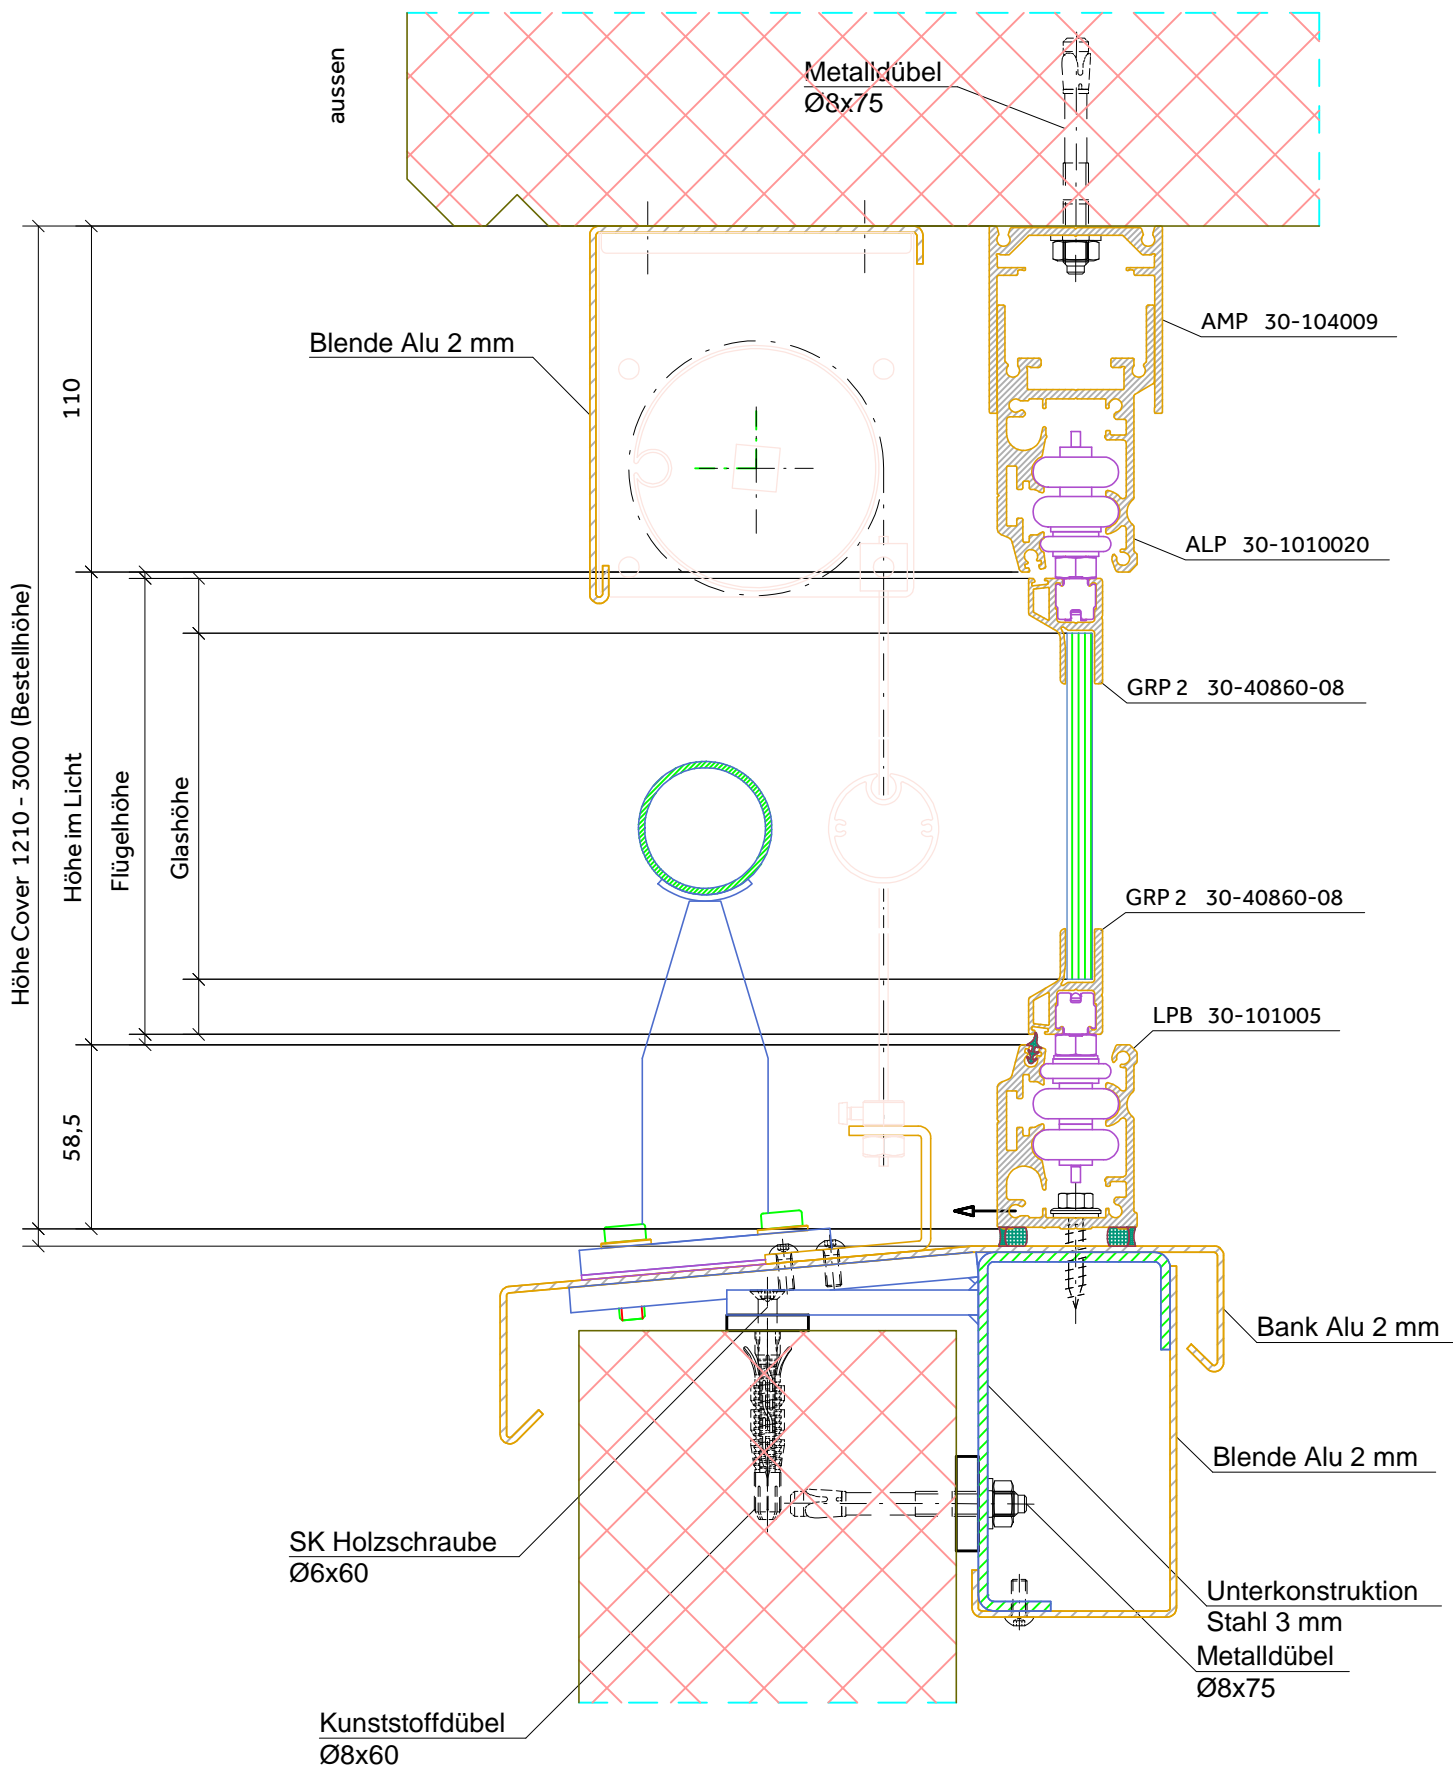 aussen
Metalldübel
Ø8x75
AMP 30-104009
Blende Alu 2 mm
110
ALP 30-1010020
Höhe Cover 1210 - 3000 (Bestellhöhe)
Höhe im Licht
Flügelhöhe
Glashöhe
GRP 2 30-40860-08
GRP 2 30-40860-08
LPB 30-101005
58,5
Bank Alu 2 mm
Blende Alu 2 mm
SK Holzschraube
Ø6x60
Unterkonstruktion
Stahl 3 mm
Metalldübel
Ø8x75
Kunststoffdübel
Ø8x60